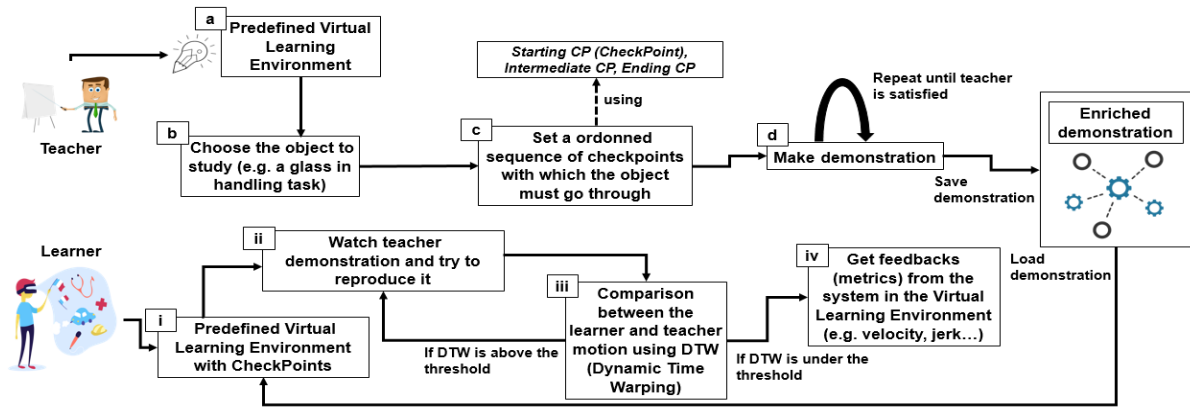 a
Predefined Virtual
Learning
Environment
Teacher
b
Choose the object to
study (e.g. a glass in
handling task)
Starting CP (CheckPoint),
Intermediate CP, Ending CP
using
c
Set a ordonned
sequence of checkpoints
with which the object
must go through
Repeat until teacher
is satisfied
d
Make demonstration
Save
demonstration
Enriched
demonstration
Load
demonstration
Learner
i
Predefined Virtual
Learning Environment
with CheckPoints
ii
Watch teacher
demonstration and try to
reproduce it
iii
Comparison
between the
learner and teacher
motion using DTW
(Dynamic Time
Warping)
If DTW is above the
threshold
If DTW is under the
threshold
iv
Get feedbacks
(metrics) from the
system in the Virtual
Learning Environment
(e.g. velocity, jerk…)